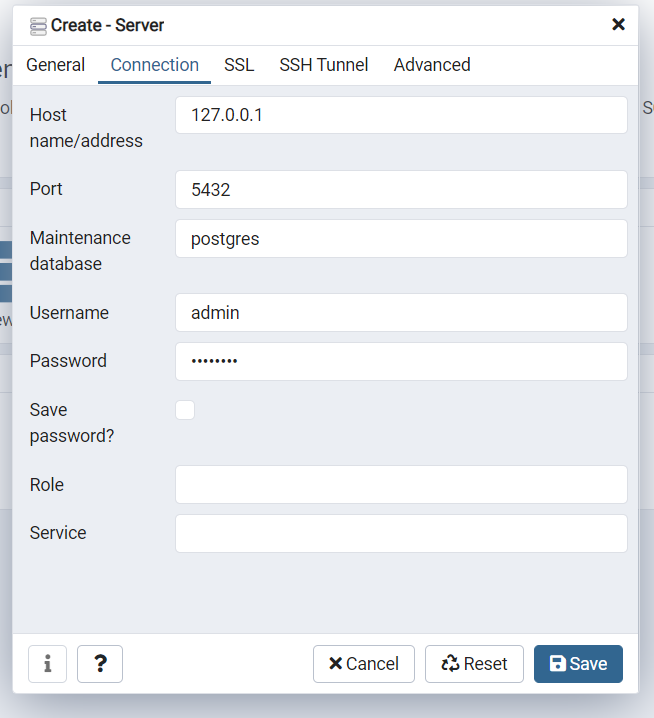 Create - Server
General Connection SSL SSH Tunnel Advanced
Host
name/address
127.0.0.1
Port
5432
Maintenance
database
postgres
Username
admin
Password
••••••••
Save
password?
Role
Service
i ? Cancel Reset Save